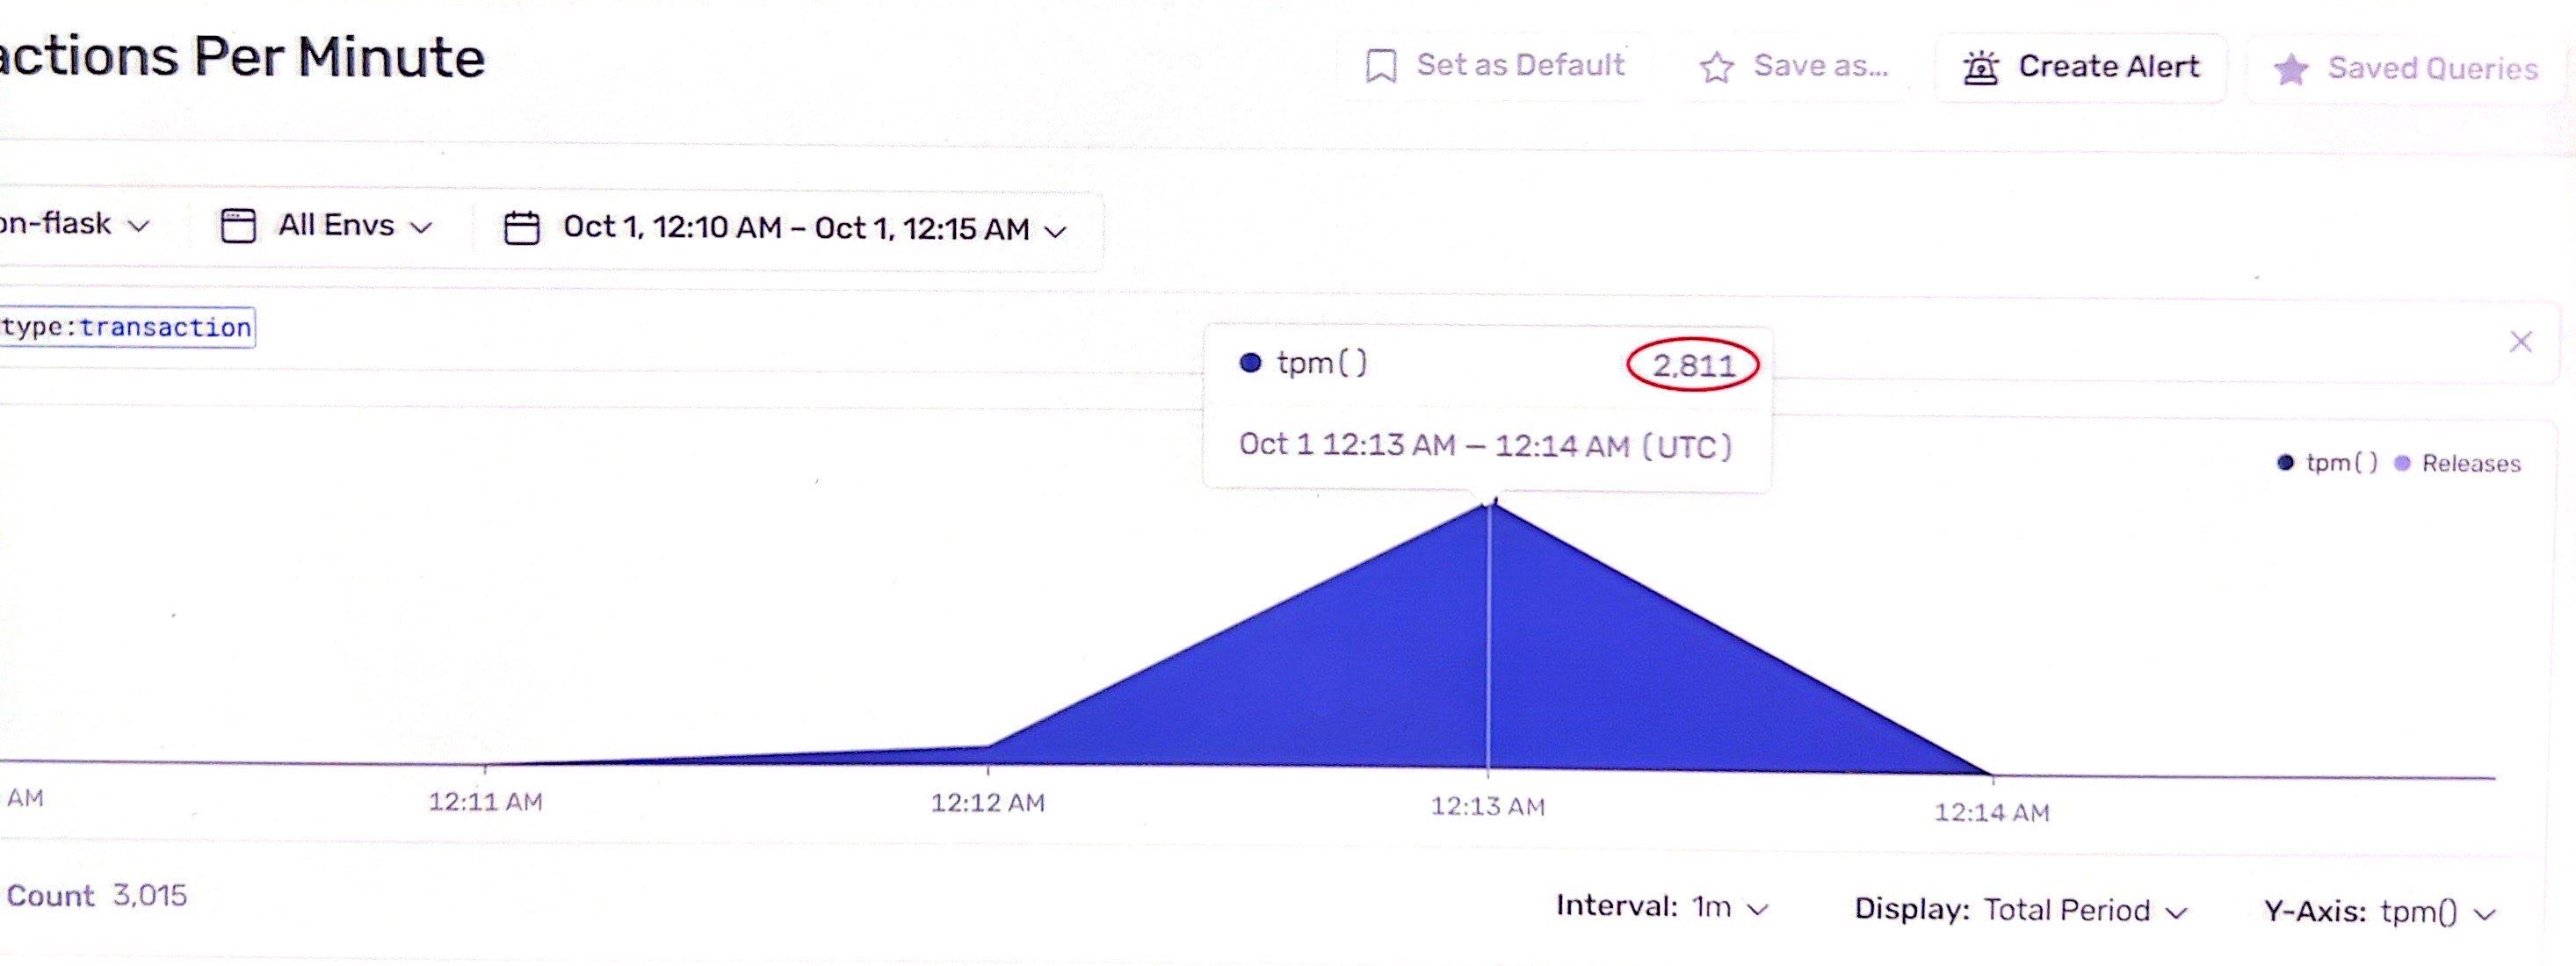 actions Per Minute
Set as Default
Save as...
Create Alert
Saved Queries
on-flask
All Envs
Oct 1, 12:10 AM – Oct 1, 12:15 AM
type:transaction
tpm() 2,811
Oct 1 12:13 AM — 12:14 AM (UTC)
tpm() Releases
AM 12:11 AM 12:12 AM 12:13 AM 12:14 AM
Count 3,015
Interval: 1m
Display: Total Period
Y-Axis: tpm()